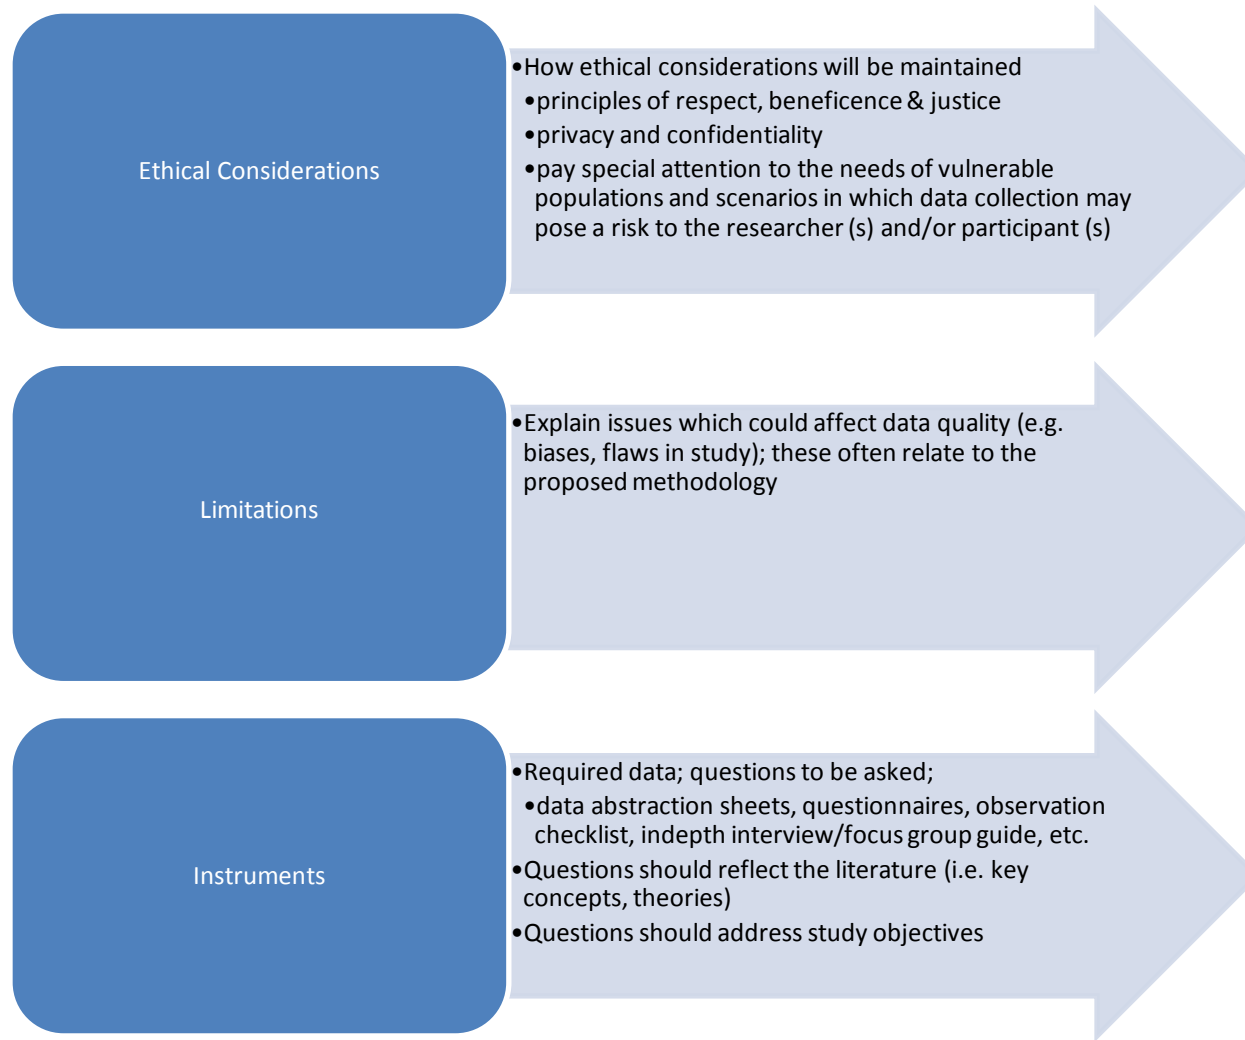 Ethical Considerations
•How ethical considerations will be maintained
•principles of respect, beneficence & justice
•privacy and confidentiality
•pay special attention to the needs of vulnerable
populations and scenarios in which data collection may
pose a risk to the researcher (s) and/or participant (s)
Limitations
•Explain issues which could affect data quality (e.g.
biases, flaws in study); these often relate to the
proposed methodology
Instruments
•Required data; questions to be asked;
•data abstraction sheets, questionnaires, observation
checklist, indepth interview/focus group guide, etc.
•Questions should reflect the literature (i.e. key
concepts, theories)
•Questions should address study objectives